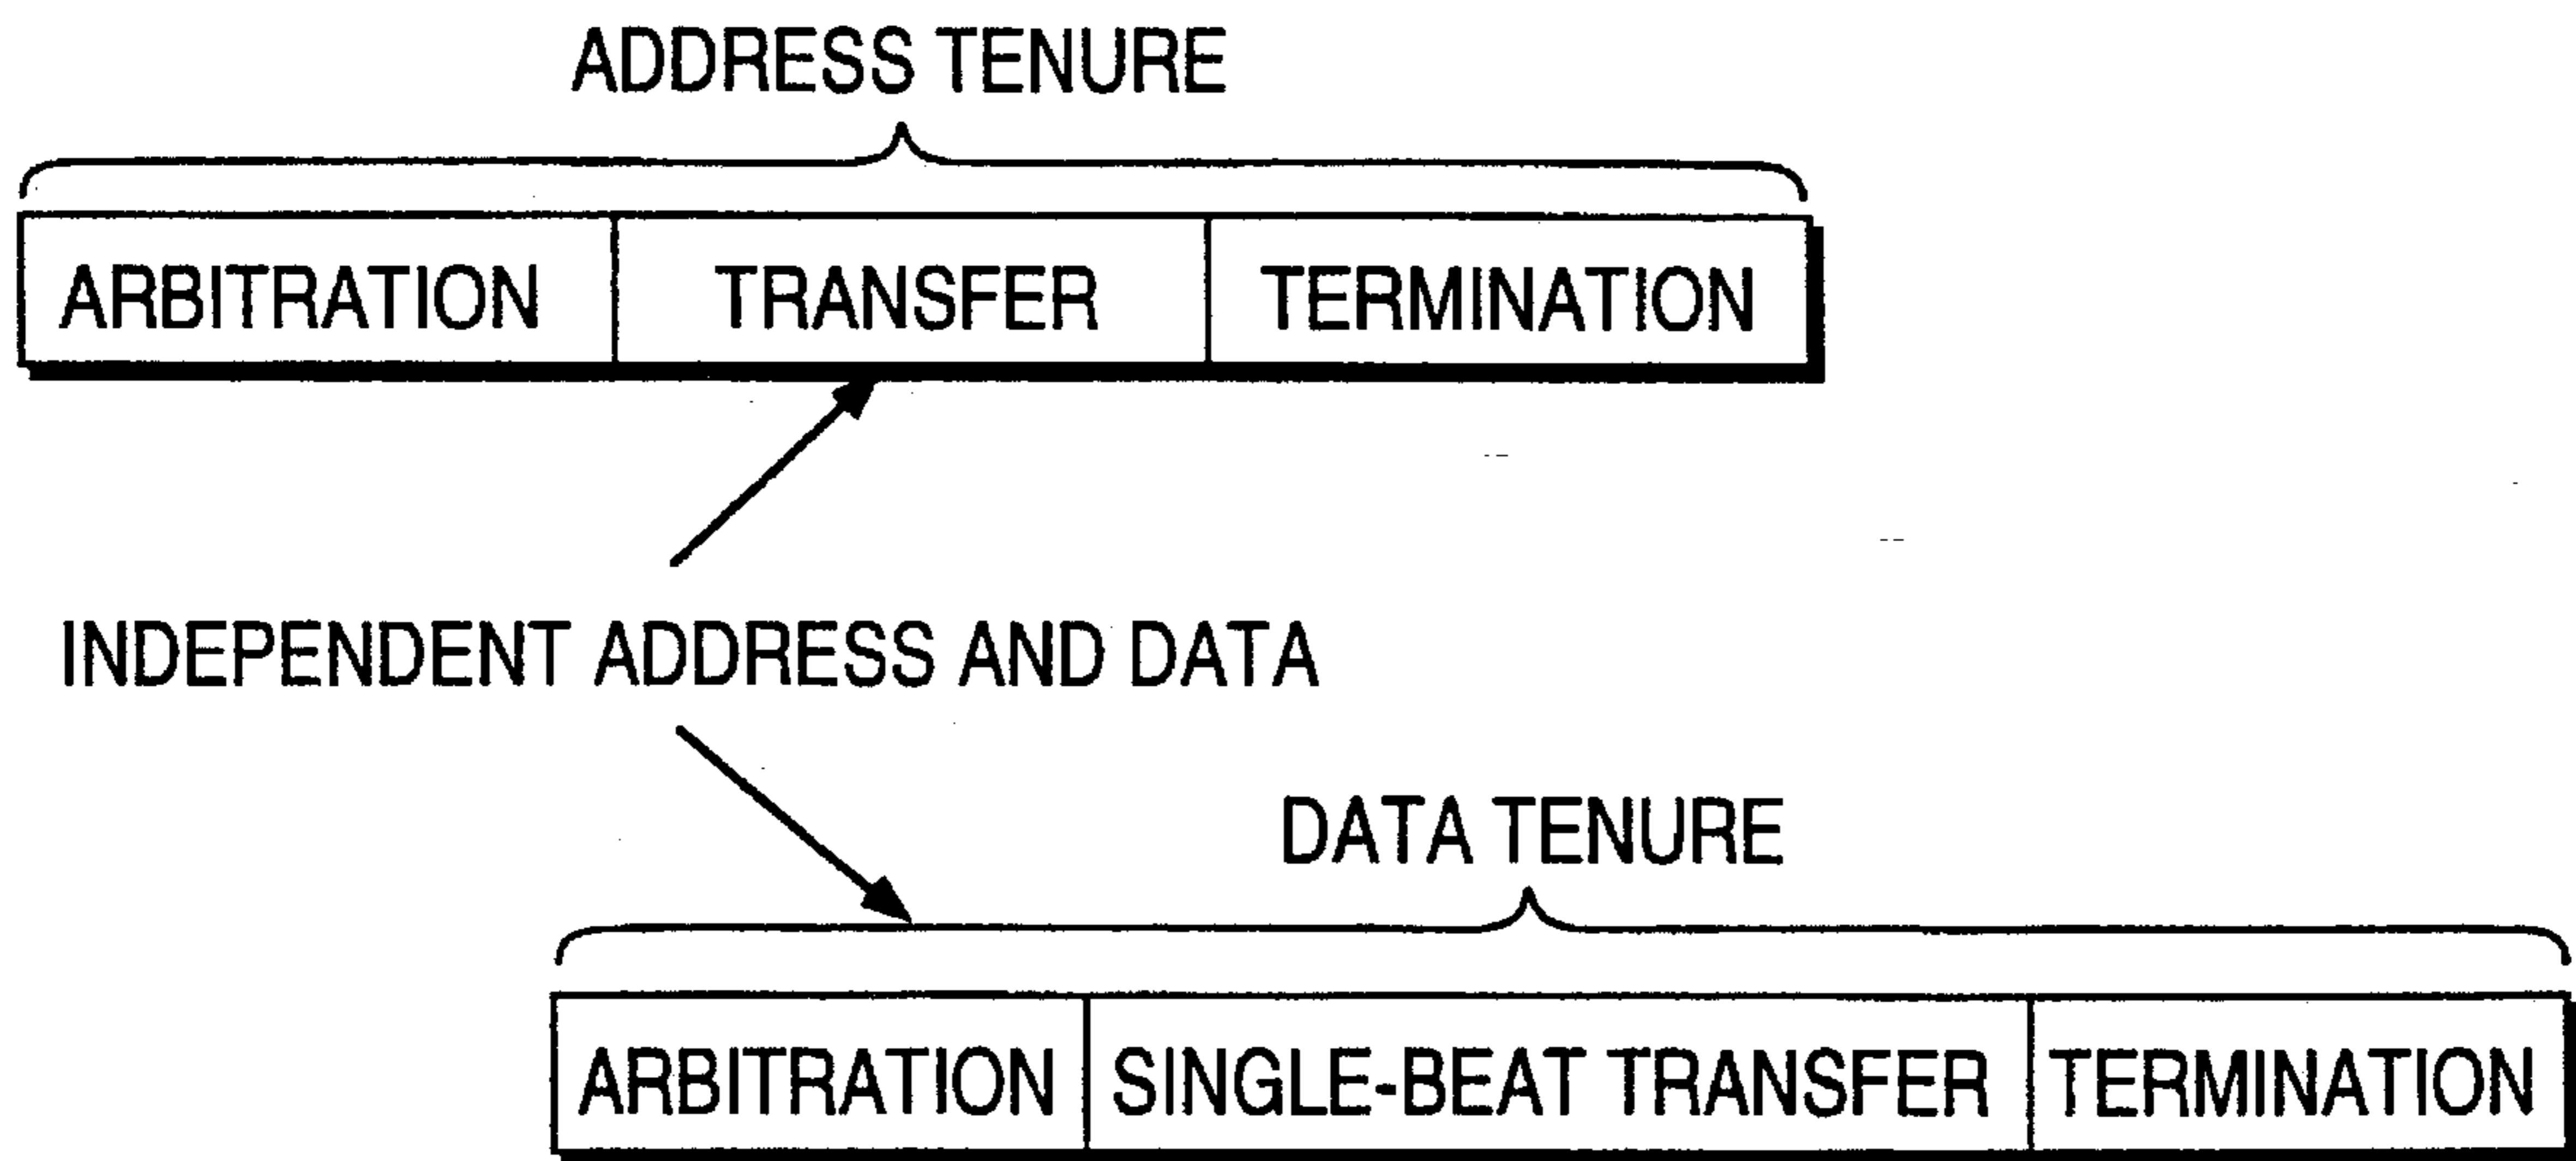 ADDRESS TENURE
ARBITRATION TRANSFER TERMINATION
INDEPENDENT ADDRESS AND DATA
DATA TENURE
ARBITRATION SINGLE-BEAT TRANSFER TERMINATION